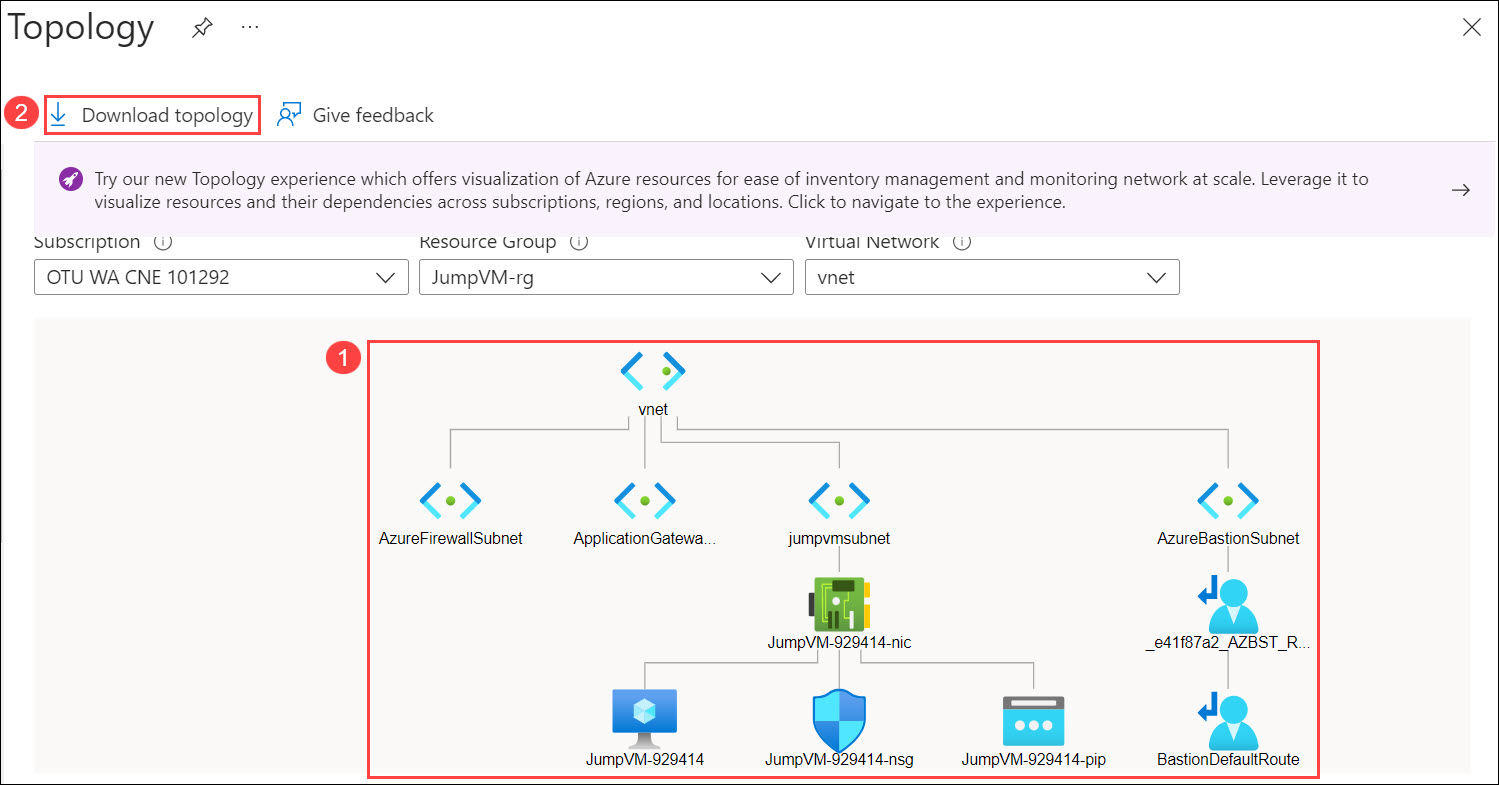 Topology
2
Download topology
Give feedback
Try our new Topology experience which offers visualization of Azure resources for ease of inventory management and monitoring network at scale. Leverage it to
visualize resources and their dependencies across subscriptions, regions, and locations. Click to navigate to the experience.
Subscription
Resource Group
Virtual Network
OTU WA CNE 101292
JumpVM-rg
vnet
1
vnet
AzureFirewallSubnet
ApplicationGatewa...
jumpvmsubnet
AzureBastionSubnet
JumpVM-929414-nic
_e41f87a2_AZBST_R...
JumpVM-929414
JumpVM-929414-nsg
JumpVM-929414-pip
BastionDefaultRoute